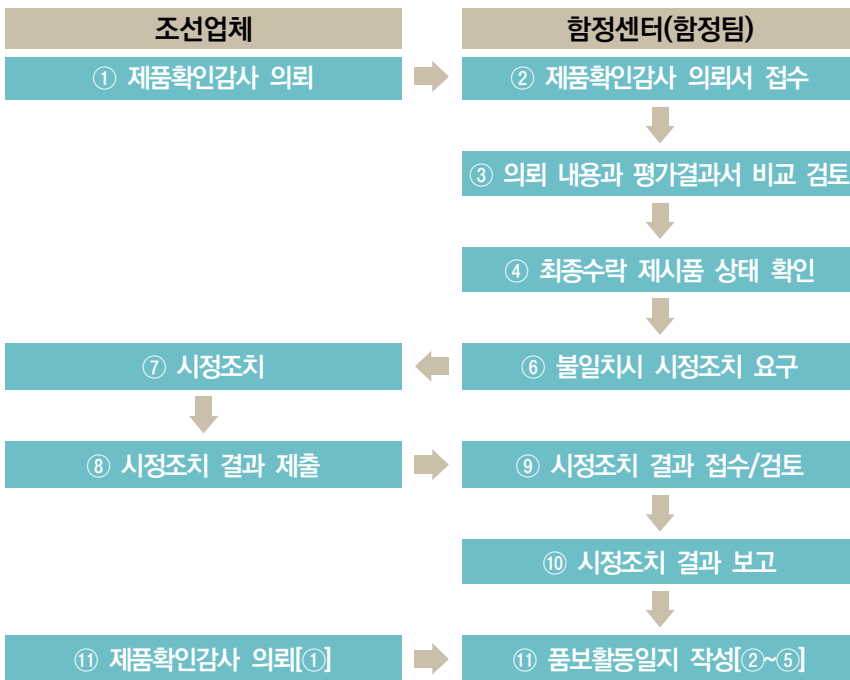 조선업체
함정센터(함정팀)
① 제품확인감사 의뢰
② 제품확인감사 의뢰서 접수
③ 의뢰 내용과 평가결과서 비교 검토
④ 최종수락 제시품 상태 확인
⑦ 시정조치
⑥ 불일치시 시정조치 요구
⑧ 시정조치 결과 제출
⑨ 시정조치 결과 접수/검토
⑩ 시정조치 결과 보고
⑪ 제품확인감사 의뢰[①]
⑪ 품보활동일지 작성[②~⑤]